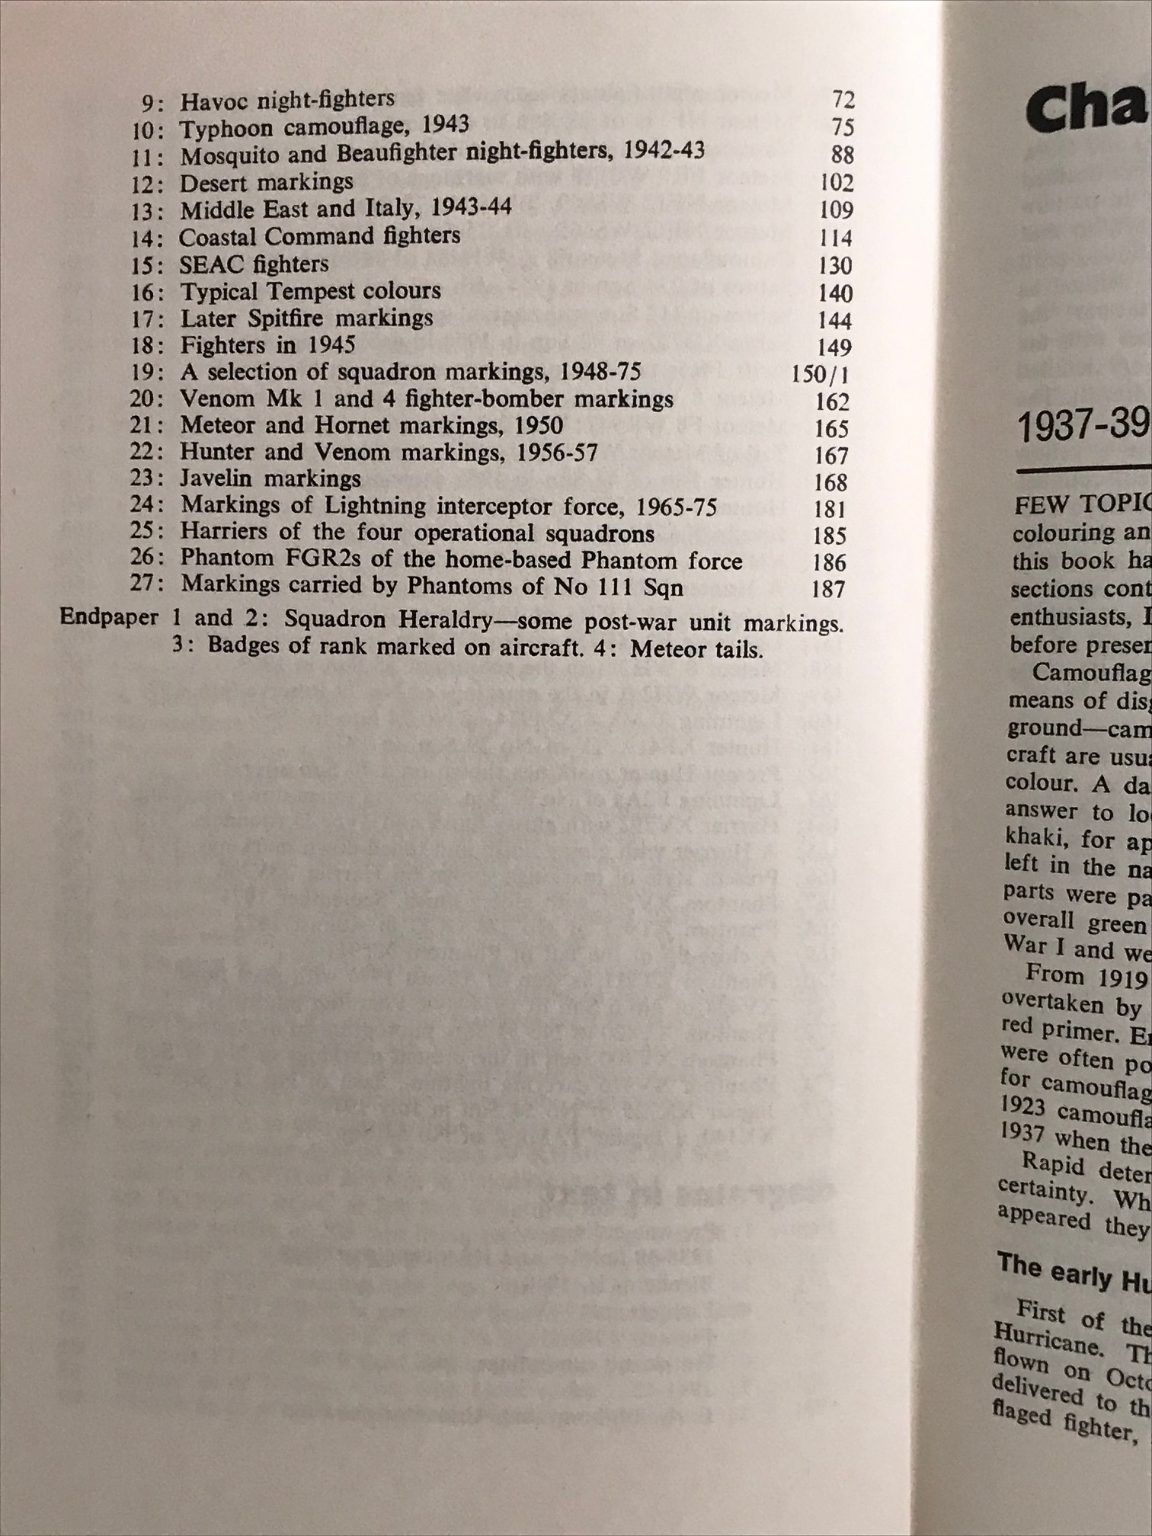 9: Havoc night-fighters 72
10: Typhoon camouflage, 1943 75
11: Mosquito and Beaufighter night-fighters, 1942-43 88
12: Desert markings 102
13: Middle East and Italy, 1943-44 109
14: Coastal Command fighters 114
15: SEAC fighters 130
16: Typical Tempest colours 140
17: Later Spitfire markings 144
18: Fighters in 1945 149
19: A selection of squadron markings, 1948-75 150/1
20: Venom Mk 1 and 4 fighter-bomber markings 162
21: Meteor and Hornet markings, 1950 165
22: Hunter and Venom markings, 1956-57 167
23: Javelin markings 168
24: Markings of Lightning interceptor force, 1965-75 181
25: Harriers of the four operational squadrons 185
26: Phantom FGR2s of the home-based Phantom force 186
27: Markings carried by Phantoms of No 111 Sqn 187
Endpaper 1 and 2: Squadron Heraldry—some post-war unit markings.
3: Badges of rank marked on aircraft. 4: Meteor tails.
Cha
1937-39
FEW TOPIC
colouring an
this book ha
sections cont
enthusiasts, I
before preser
Camouflag
means of dis
ground—cam
craft are usua
colour. A da
answer to lo
khaki, for ap
left in the na
parts were pa
overall green
War I and we
From 1919
overtaken by
red primer. En
were often po
for camouflag
1923 camoufla
1937 when the
Rapid deter
certainty. Wh
appeared they
The early Hu
First of the
Hurricane. Th
flown on Octo
delivered to th
flaged fighter,